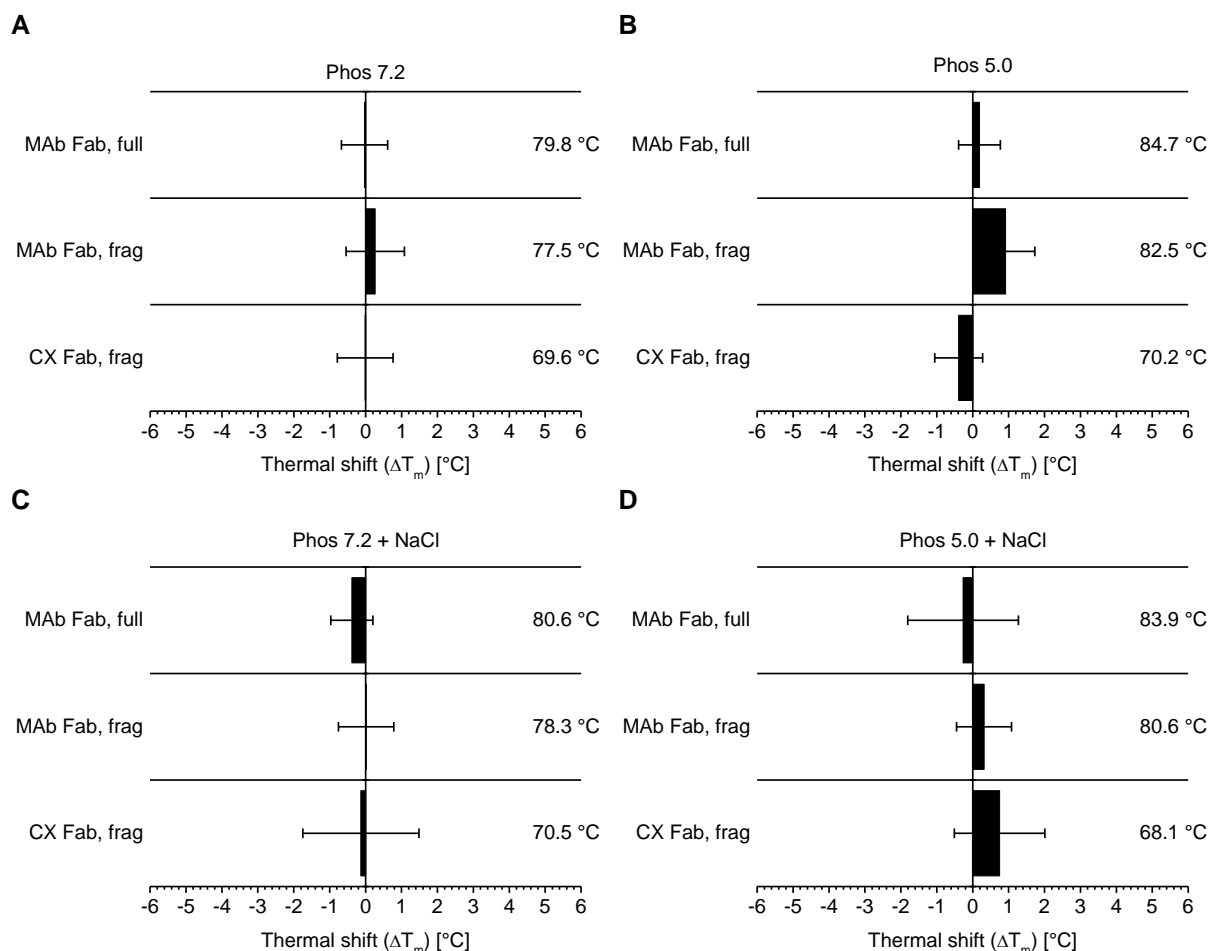 A
Phos 7.2
MAb Fab, full
79.8 °C
MAb Fab, frag
77.5 °C
CX Fab, frag
69.6 °C
-6 -5 -4 -3 -2 -1 0 1 2 3 4 5 6
Thermal shift (ΔTm) [°C]
B
Phos 5.0
MAb Fab, full
84.7 °C
MAb Fab, frag
82.5 °C
CX Fab, frag
70.2 °C
-6 -5 -4 -3 -2 -1 0 1 2 3 4 5 6
Thermal shift (ΔTm) [°C]
C
Phos 7.2 + NaCl
MAb Fab, full
80.6 °C
MAb Fab, frag
78.3 °C
CX Fab, frag
70.5 °C
-6 -5 -4 -3 -2 -1 0 1 2 3 4 5 6
Thermal shift (ΔTm) [°C]
D
Phos 5.0 + NaCl
MAb Fab, full
83.9 °C
MAb Fab, frag
80.6 °C
CX Fab, frag
68.1 °C
-6 -5 -4 -3 -2 -1 0 1 2 3 4 5 6
Thermal shift (ΔTm) [°C]